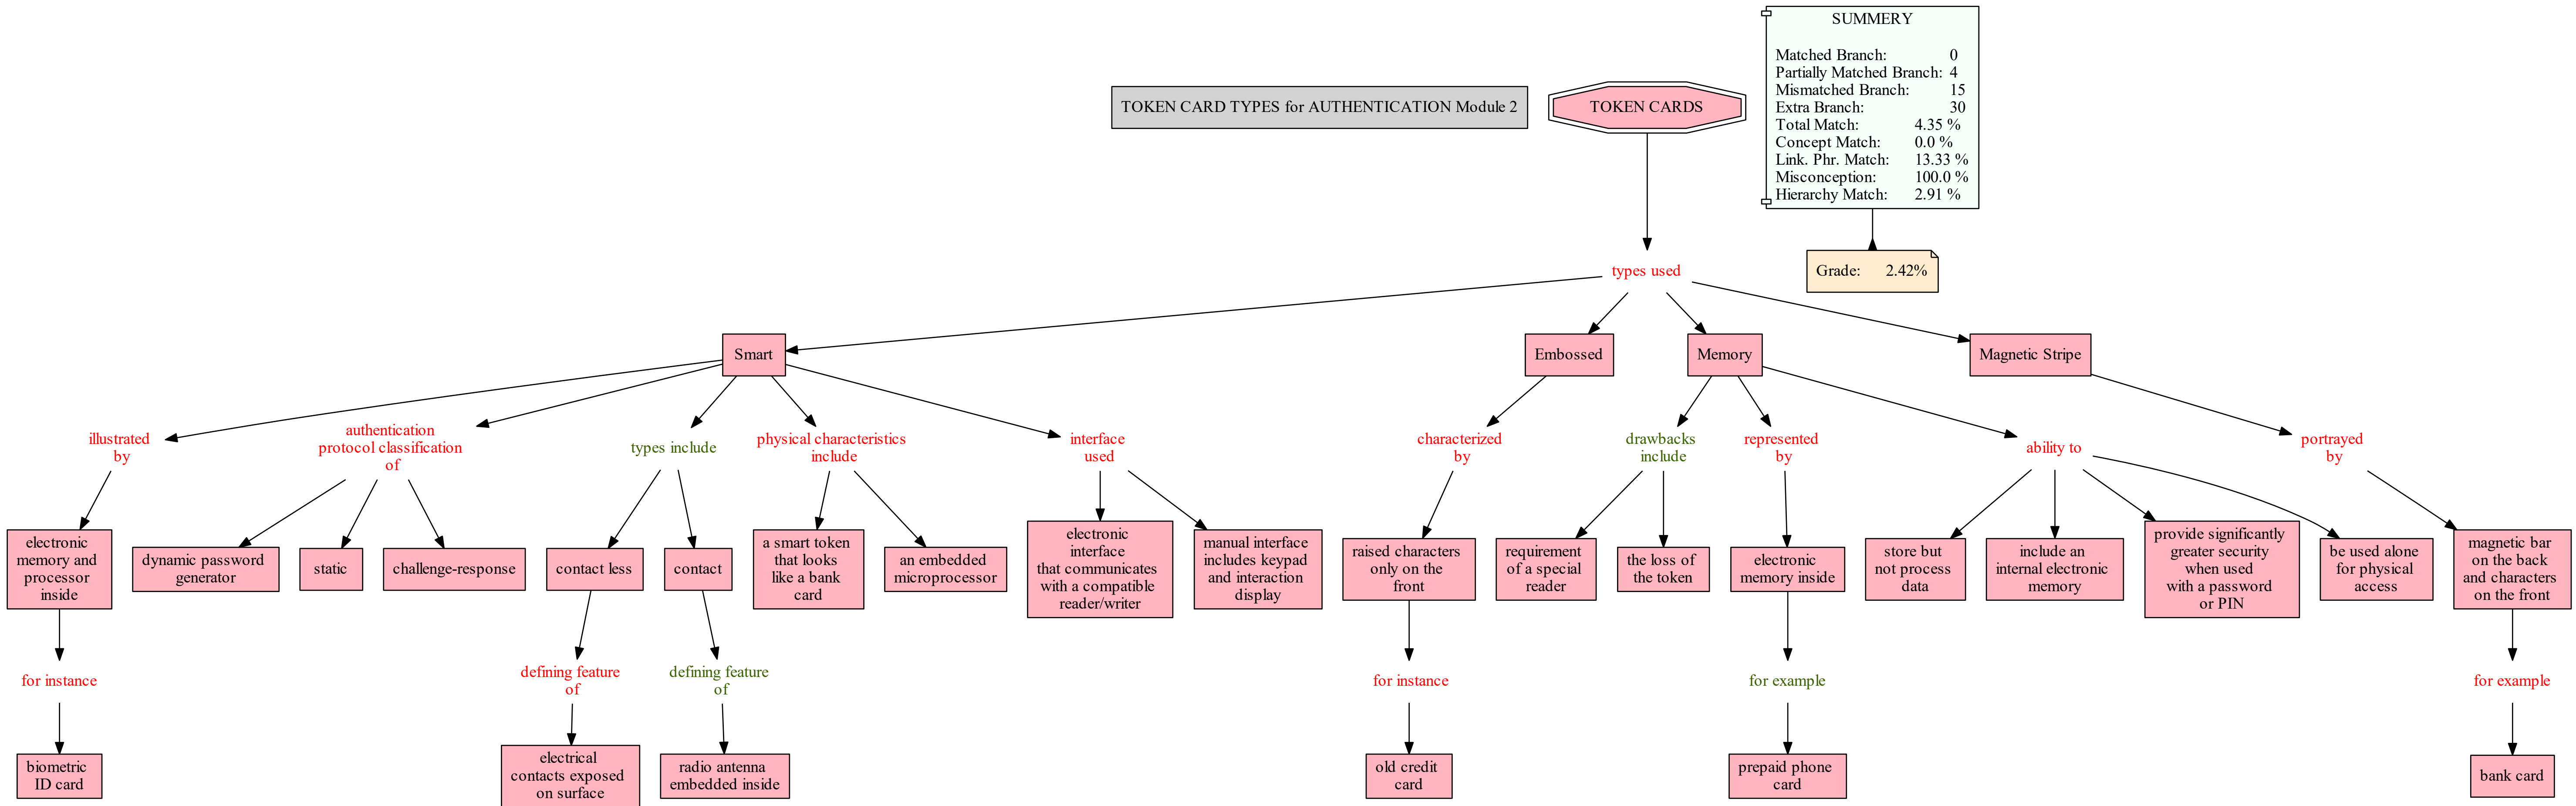 SUMMERY
Matched Branch: 0
Partially Matched Branch: 4
Mismatched Branch: 15
Extra Branch: 30
Total Match: 4.35 %
Concept Match: 0.0 %
Link. Phr. Match: 13.33 %
Misconception: 100.0 %
Hierarchy Match: 2.91 %
TOKEN CARD TYPES for AUTHENTICATION Module 2
TOKEN CARDS
types used
Grade: 2.42%
Smart
Embossed
Memory
Magnetic Stripe
illustrated
by
authentication
protocol classification
of
types include
physical characteristics
include
interface
used
characterized
by
drawbacks
include
represented
by
ability to
portrayed
by
electronic
memory and
processor
inside
dynamic password
generator
static
challenge-response
contact less
contact
a smart token
that looks
like a bank
card
an embedded
microprocessor
electronic
interface
that communicates
with a compatible
reader/writer
manual interface
includes keypad
and interaction
display
raised characters
only on the
front
requirement
of a special
reader
the loss of
the token
electronic
memory inside
store but
not process
data
include an
internal electronic
memory
provide significantly
greater security
when used
with a password
or PIN
be used alone
for physical
access
magnetic bar
on the back
and characters
on the front
for instance
defining feature
of
defining feature
of
for instance
for example
for example
biometric
ID card
electrical
contacts exposed
on surface
radio antenna
embedded inside
old credit
card
prepaid phone
card
bank card